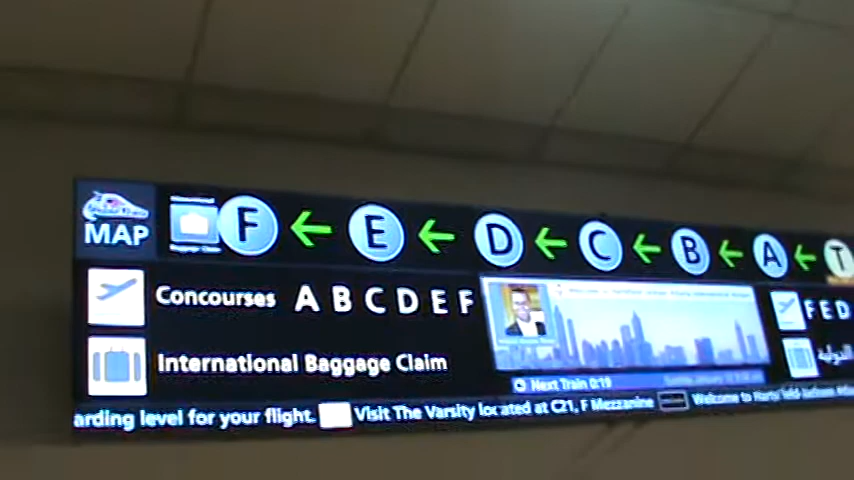 MAP F E D C B A T
Concourses A B C D E F
F E D
International Baggage Claim
الدولية
Next Train 0:19
arding level for your flight. Visit The Varsity located at C21, F Mezzanine Welcome to